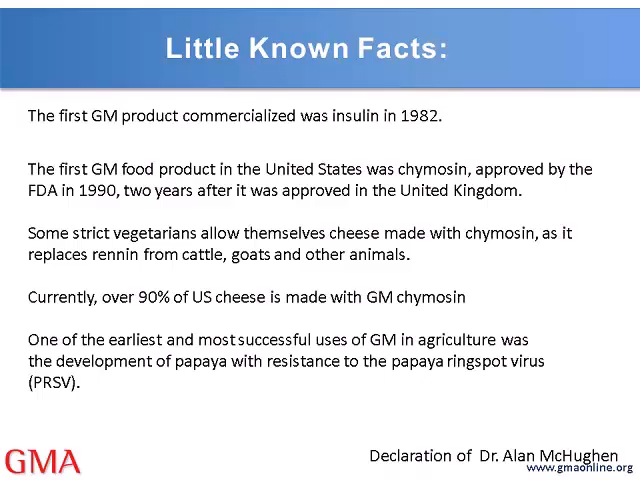 Little Known Facts:
The first GM product commercialized was insulin in 1982.
The first GM food product in the United States was chymosin, approved by the
FDA in 1990, two years after it was approved in the United Kingdom.
Some strict vegetarians allow themselves cheese made with chymosin, as it
replaces rennin from cattle, goats and other animals.
Currently, over 90% of US cheese is made with GM chymosin
One of the earliest and most successful uses of GM in agriculture was
the development of papaya with resistance to the papaya ringspot virus
(PRSV).
GMA
Declaration of Dr. Alan McHughen
www.gmaonline.org